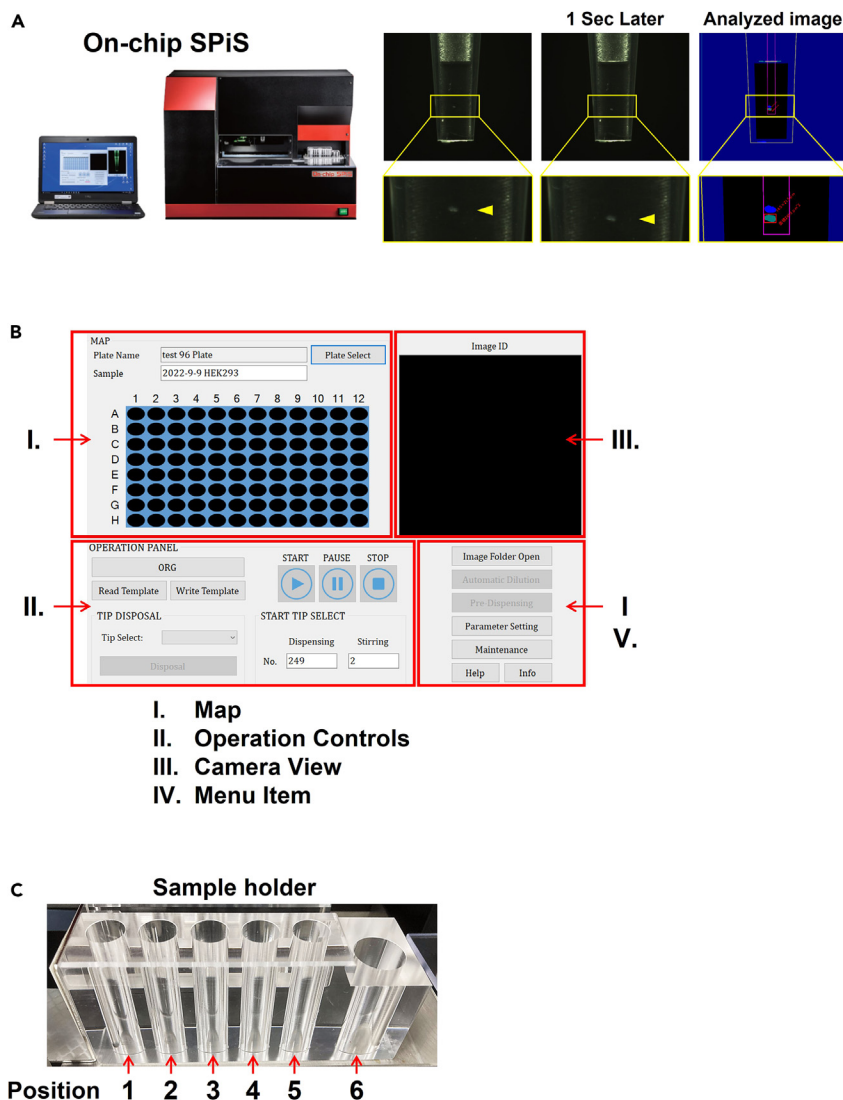 A
On-chip SPiS
1 Sec Later
Analyzed image
B
MAP
Plate Name
test 96 Plate
Plate Select
Sample
2022-9-9 HEK293
1 2 3 4 5 6 7 8 9 10 11 12
A
B
C
D
E
F
G
H
Image ID
I.
III.
OPERATION PANEL
ORG
Read Template
Write Template
START PAUSE STOP
TIP DISPOSAL
Tip Select:
Disposal
START TIP SELECT
Dispensing Stirring
No. 249 2
II.
Image Folder Open
Automatic Dilution
Pre-Dispensing
Parameter Setting
Maintenance
Help Info
I
V.
I. Map
II. Operation Controls
III. Camera View
IV. Menu Item
C
Sample holder
Position 1 2 3 4 5 6